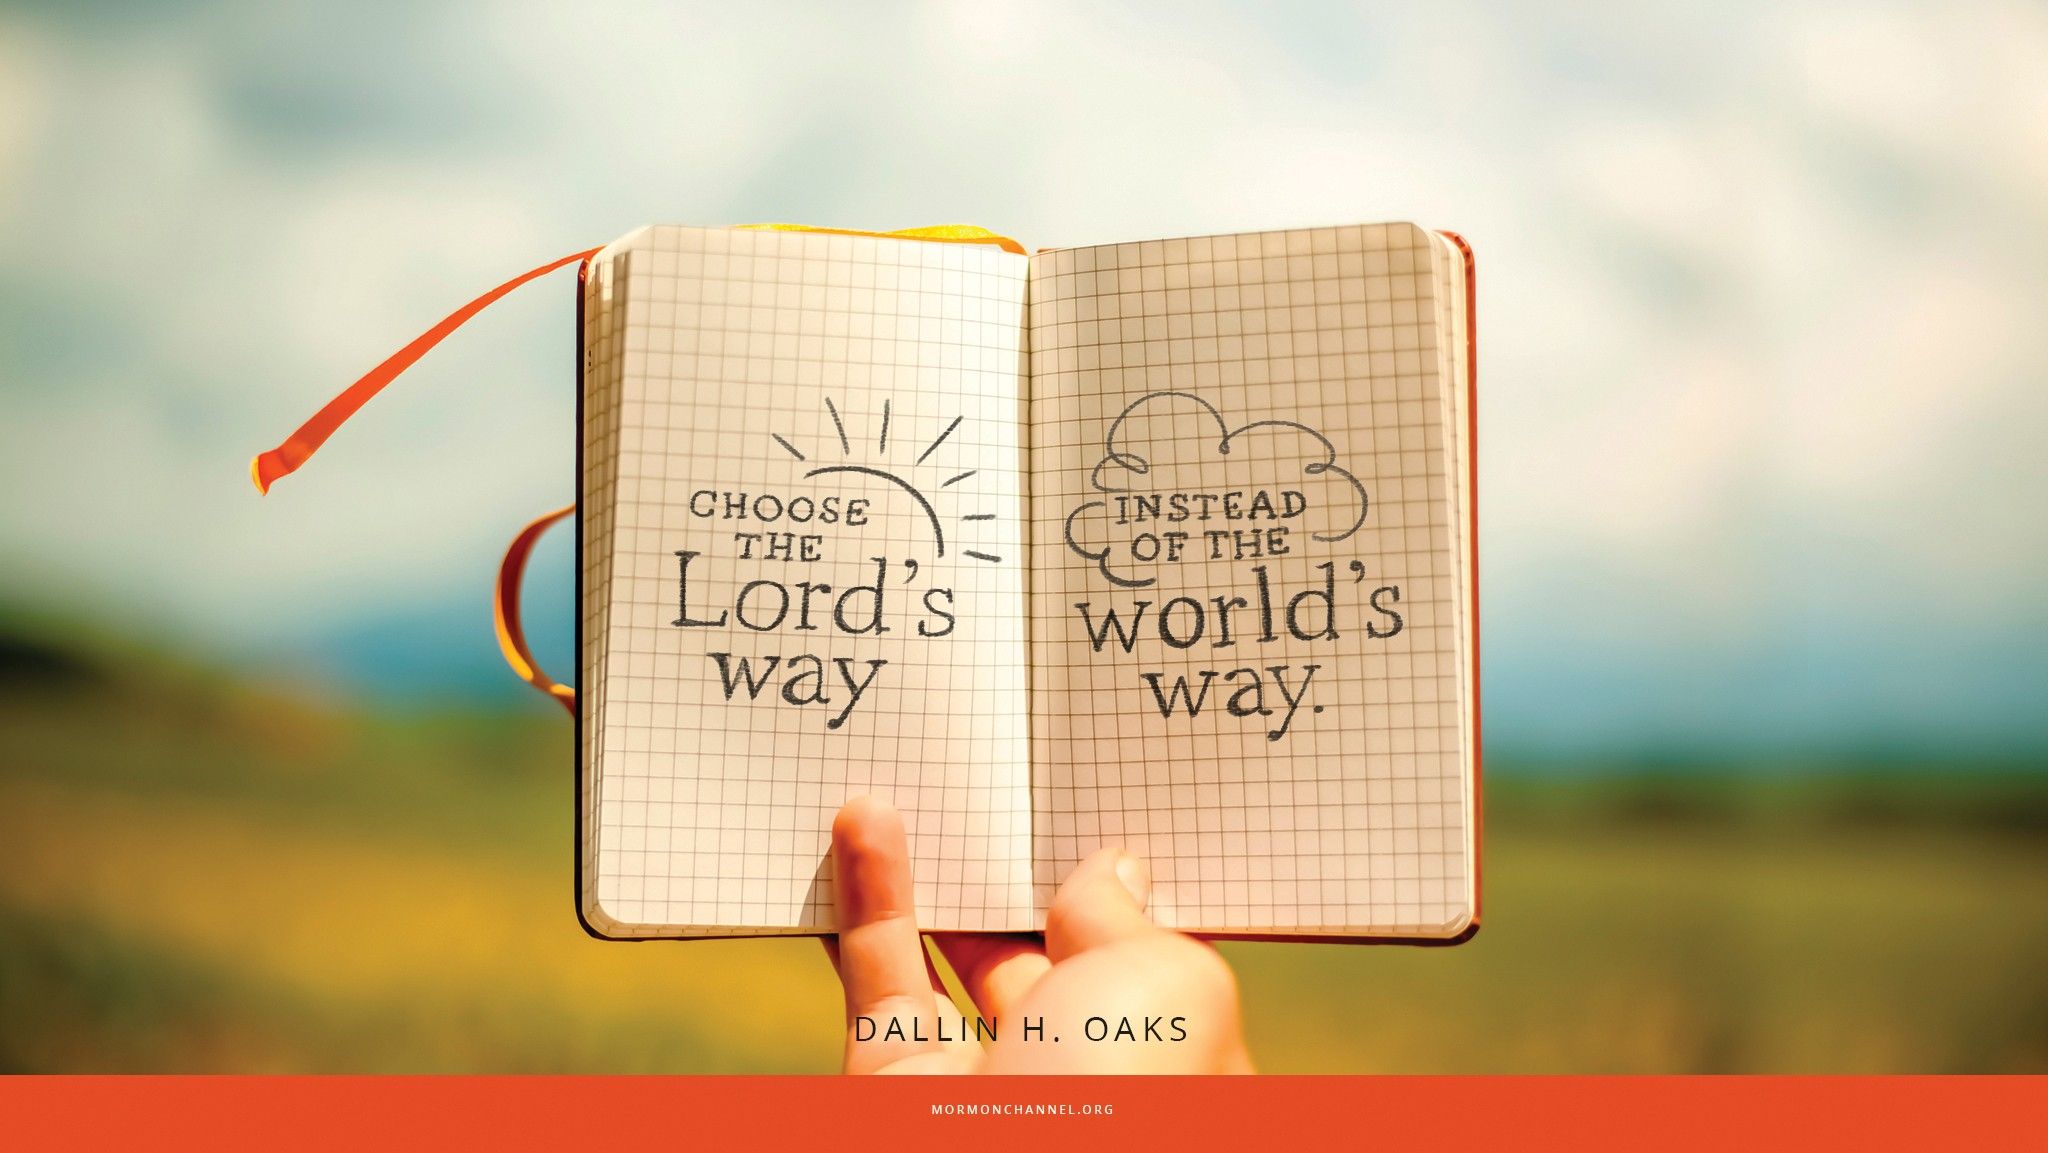 CHOOSE
THE
Lord's
way
INSTEAD
OF THE
world's
way.
DALLIN H. OAKS
MORMONCHANNEL.ORG